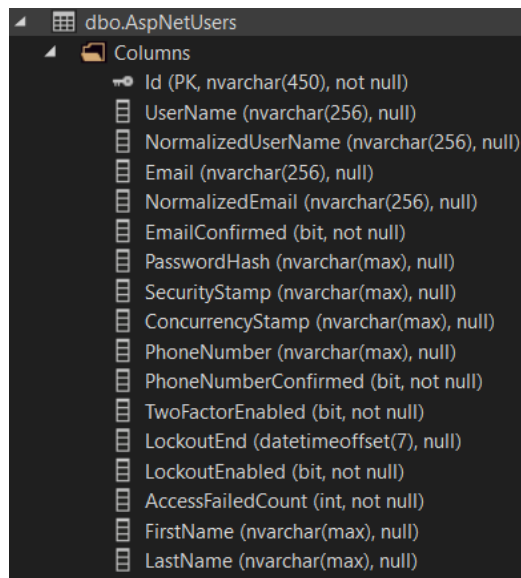 dbo.AspNetUsers
Columns
Id (PK, nvarchar(450), not null)
UserName (nvarchar(256), null)
NormalizedUserName (nvarchar(256), null)
Email (nvarchar(256), null)
NormalizedEmail (nvarchar(256), null)
EmailConfirmed (bit, not null)
PasswordHash (nvarchar(max), null)
SecurityStamp (nvarchar(max), null)
ConcurrencyStamp (nvarchar(max), null)
PhoneNumber (nvarchar(max), null)
PhoneNumberConfirmed (bit, not null)
TwoFactorEnabled (bit, not null)
LockoutEnd (datetimeoffset(7), null)
LockoutEnabled (bit, not null)
AccessFailedCount (int, not null)
FirstName (nvarchar(max), null)
LastName (nvarchar(max), null)